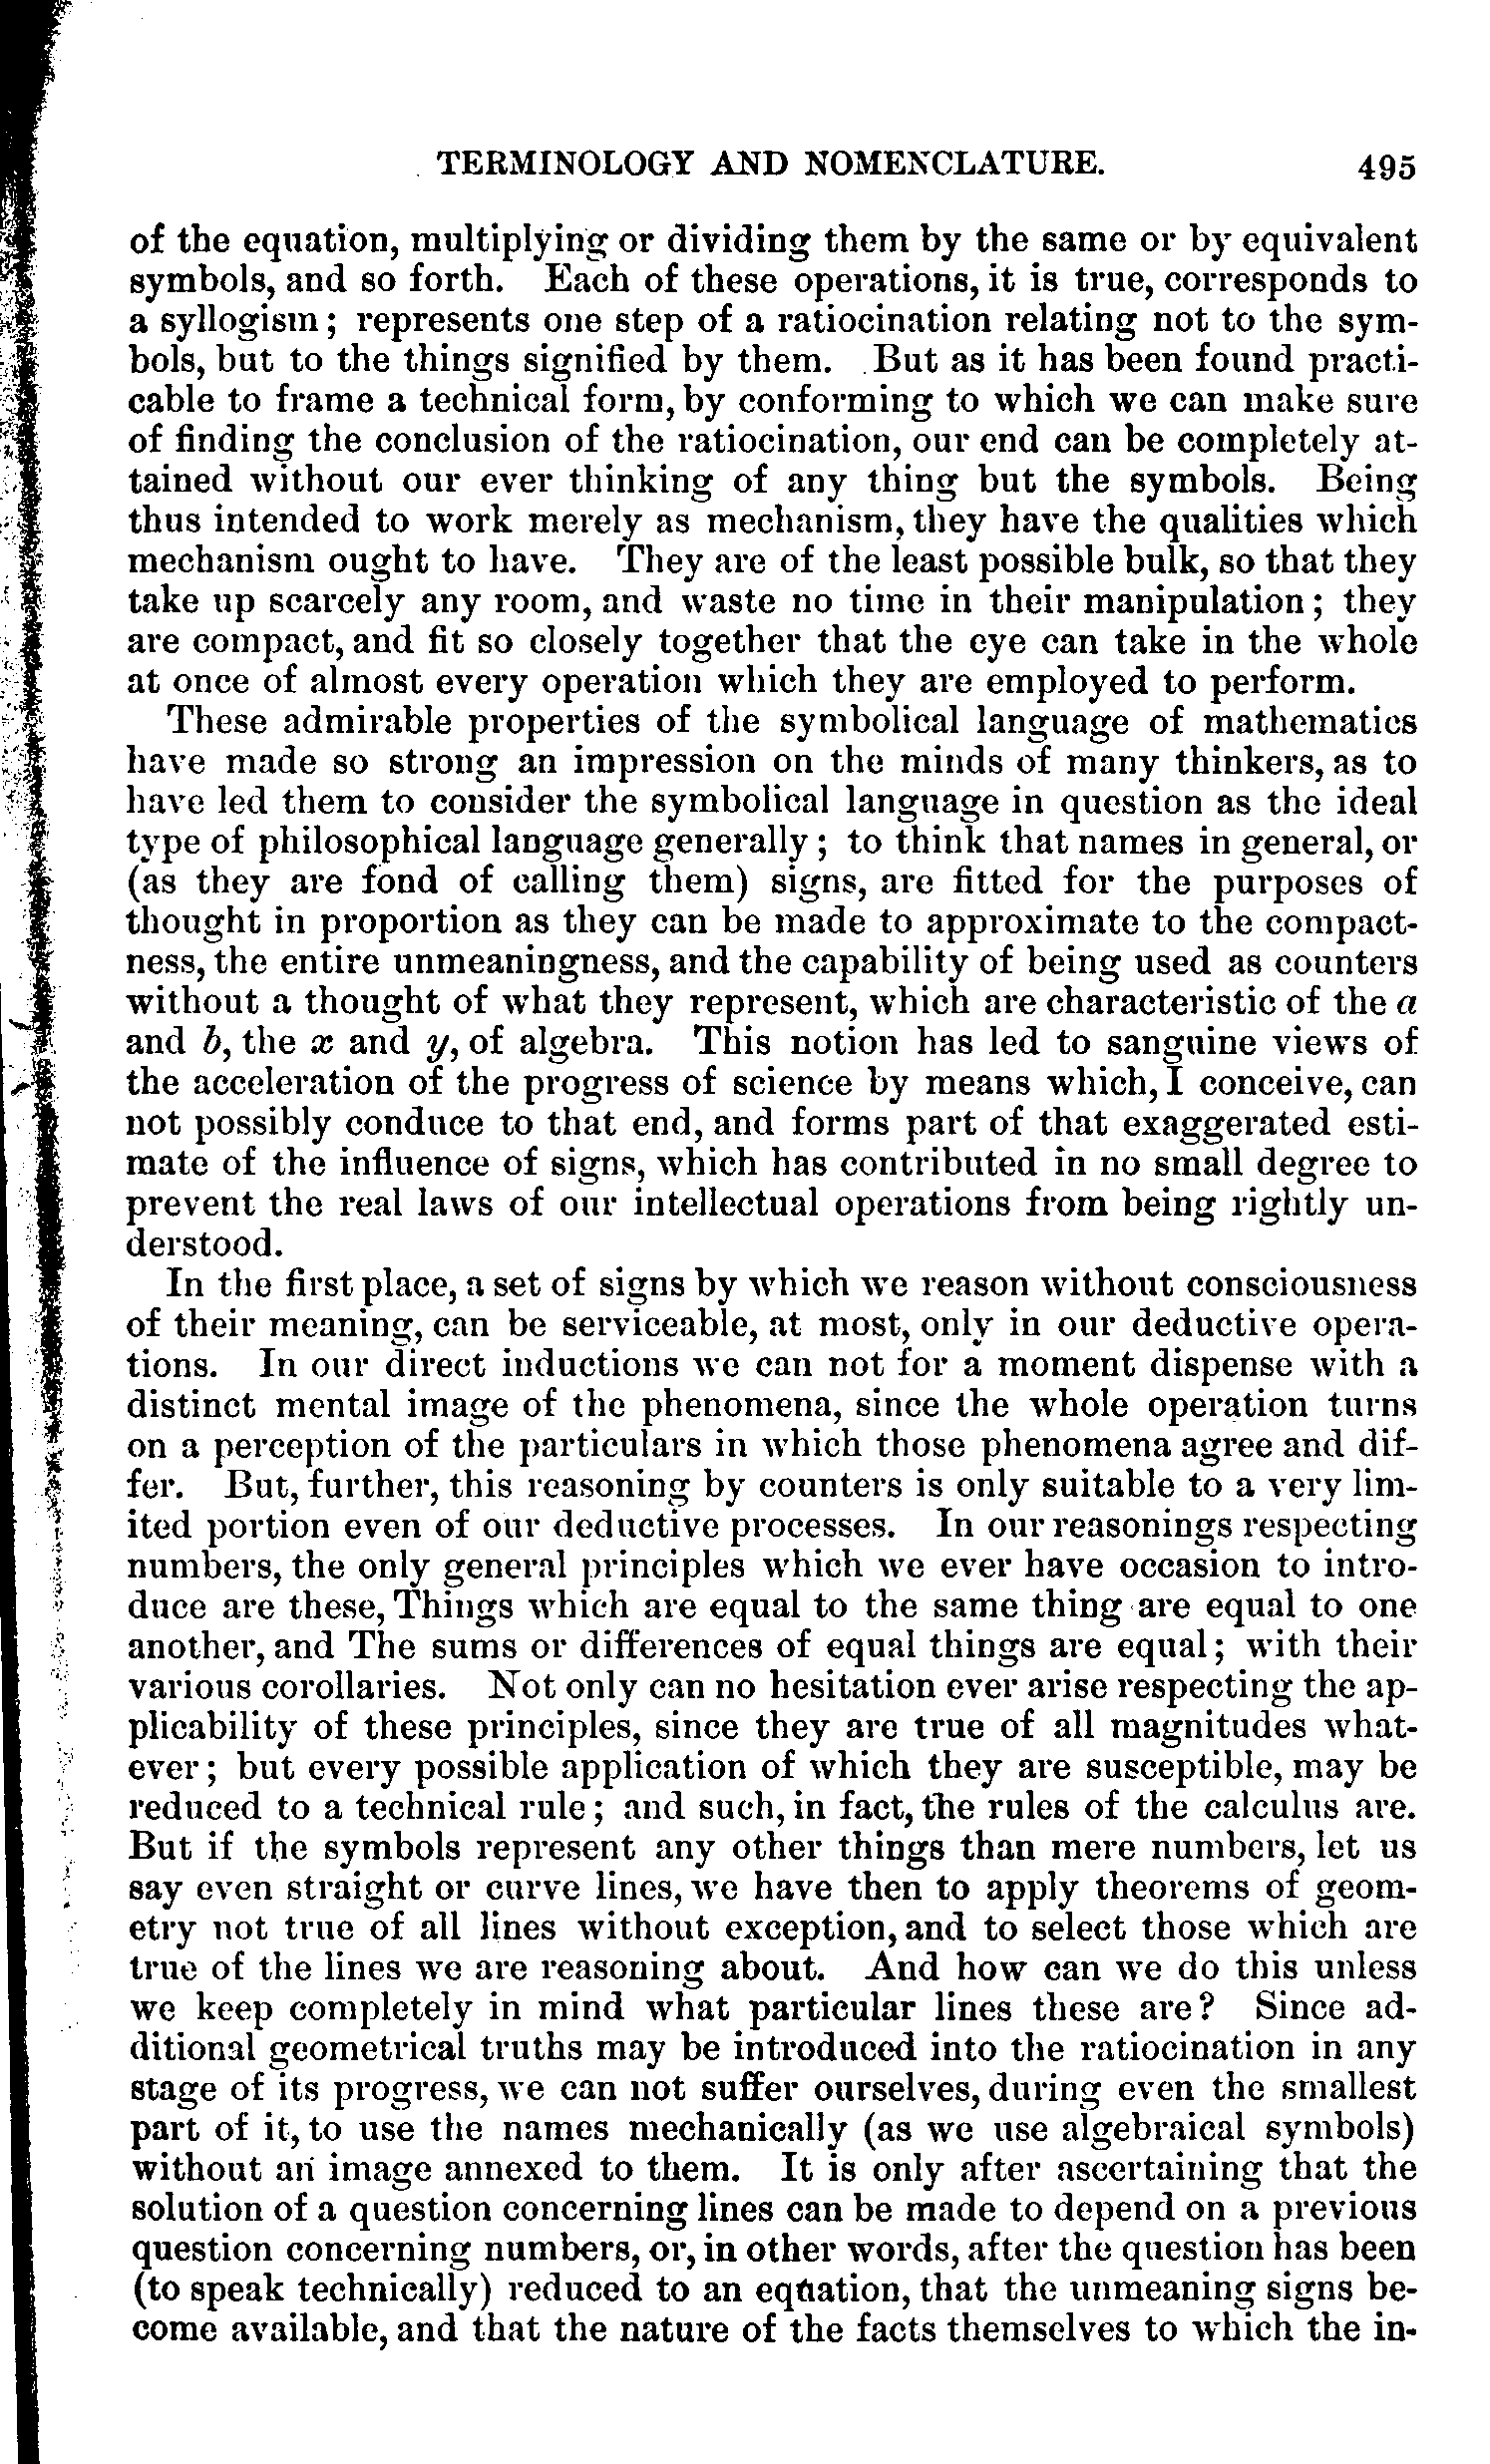 TERMINOLOGY AND NOMENCLATURE. 495
of the equation, multiplying or dividing them by the same or by equivalent
symbols, and so forth. Each of these operations, it is true, corresponds to
a syllogism; represents one step of a ratiocination relating not to the sym-
bols, but to the things signified by them. But as it has been found practi-
cable to frame a technical form, by conforming to which we can make sure
of finding the conclusion of the ratiocination, our end can be completely at-
tained without our ever thinking of any thing but the symbols. Being
thus intended to work merely as mechanism, they have the qualities which
mechanism ought to have. They are of the least possible bulk, so that they
take up scarcely any room, and waste no time in their manipulation; they
are compact, and fit so closely together that the eye can take in the whole
at once of almost every operation which they are employed to perform.
These admirable properties of the symbolical language of mathematics
have made so strong an impression on the minds of many thinkers, as to
have led them to consider the symbolical language in question as the ideal
type of philosophical language generally; to think that names in general, or
(as they are fond of calling them) signs, are fitted for the purposes of
thought in proportion as they can be made to approximate to the compact-
ness, the entire unmeaningness, and the capability of being used as counters
without a thought of what they represent, which are characteristic of the a
and b, the x and y, of algebra. This notion has led to sanguine views of
the acceleration of the progress of science by means which, I conceive, can
not possibly conduce to that end, and forms part of that exaggerated esti-
mate of the influence of signs, which has contributed in no small degree to
prevent the real laws of our intellectual operations from being rightly un-
derstood.
In the first place, a set of signs by which we reason without consciousness
of their meaning, can be serviceable, at most, only in our deductive opera-
tions. In our direct inductions we can not for a moment dispense with a
distinct mental image of the phenomena, since the whole operation turns
on a perception of the particulars in which those phenomena agree and dif-
fer. But, further, this reasoning by counters is only suitable to a very lim-
ited portion even of our deductive processes. In our reasonings respecting
numbers, the only general principles which we ever have occasion to intro-
duce are these, Things which are equal to the same thing are equal to one
another, and The sums or differences of equal things are equal; with their
various corollaries. Not only can no hesitation ever arise respecting the ap-
plicability of these principles, since they are true of all magnitudes what-
ever; but every possible application of which they are susceptible, may be
reduced to a technical rule; and such, in fact, the rules of the calculus are.
But if the symbols represent any other things than mere numbers, let us
say even straight or curve lines, we have then to apply theorems of geom-
etry not true of all lines without exception, and to select those which are
true of the lines we are reasoning about. And how can we do this unless
we keep completely in mind what particular lines these are? Since ad-
ditional geometrical truths may be introduced into the ratiocination in any
stage of its progress, we can not suffer ourselves, during even the smallest
part of it, to use the names mechanically (as we use algebraical symbols)
without an image annexed to them. It is only after ascertaining that the
solution of a question concerning lines can be made to depend on a previous
question concerning numbers, or, in other words, after the question has been
(to speak technically) reduced to an equation, that the unmeaning signs be-
come available, and that the nature of the facts themselves to which the in-